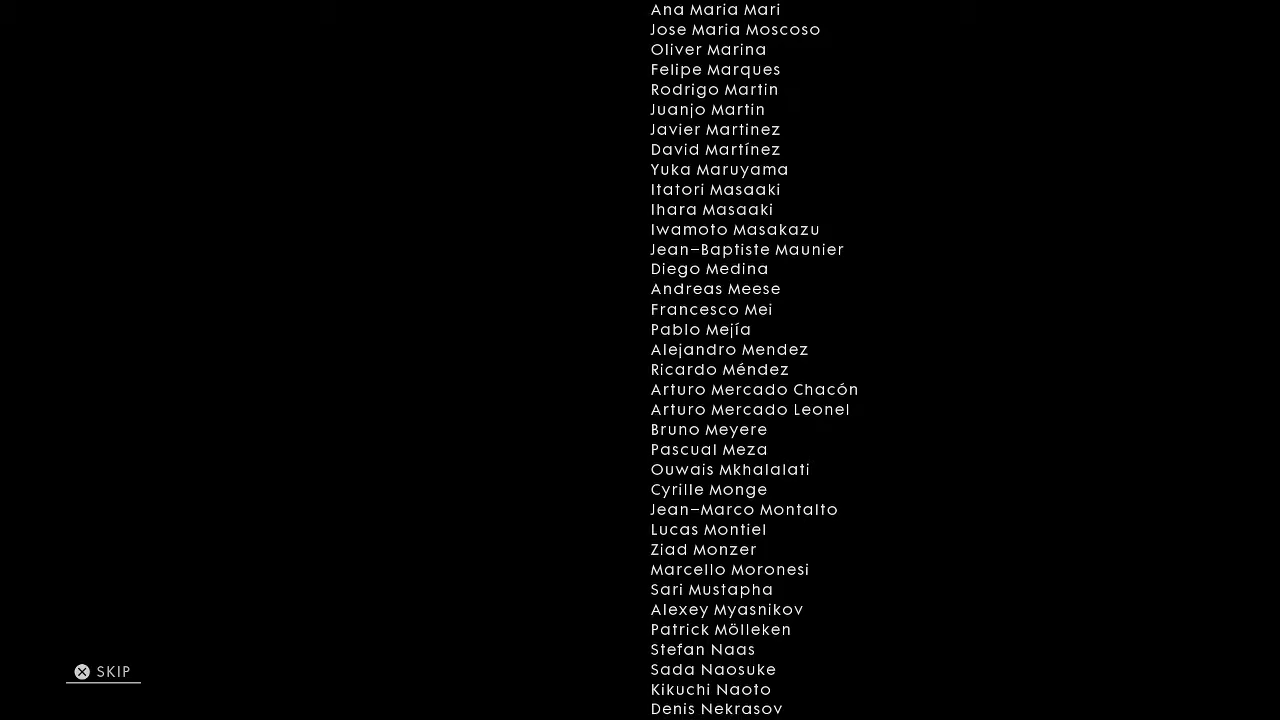 Ana Maria Mari
Jose Maria Moscoso
Oliver Marina
Felipe Marques
Rodrigo Martin
Juanjo Martin
Javier Martinez
David Martínez
Yuka Maruyama
Itatori Masaaki
Ihara Masaaki
Iwamoto Masakazu
Jean-Baptiste Maunier
Diego Medina
Andreas Meese
Francesco Mei
Pablo Mejía
Alejandro Mendez
Ricardo Méndez
Arturo Mercado Chacón
Arturo Mercado Leonel
Bruno Meyere
Pascual Meza
Ouwais Mkhalalati
Cyrille Monge
Jean-Marco Montalto
Lucas Montiel
Ziad Monzer
Marcello Moronesi
Sari Mustapha
Alexey Myasnikov
Patrick Mölleken
Stefan Naas
Sada Naosuke
Kikuchi Naoto
Denis Nekrasov
SKIP